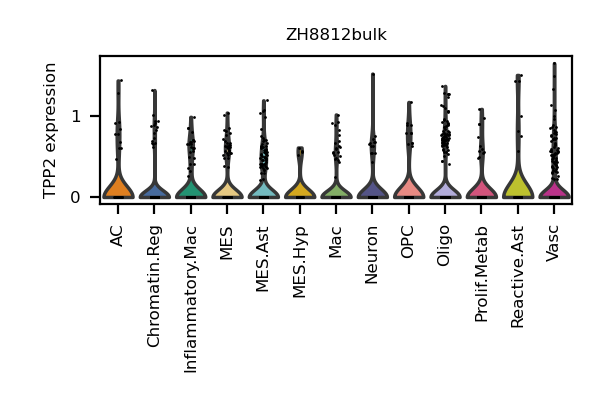 ZH8812bulk
TPP2 expression
1
0
AC
Chromatin.Reg
Inflammatory.Mac
MES
MES.Ast
MES.Hyp
Mac
Neuron
OPC
Oligo
Prolif.Metab
Reactive.Ast
Vasc